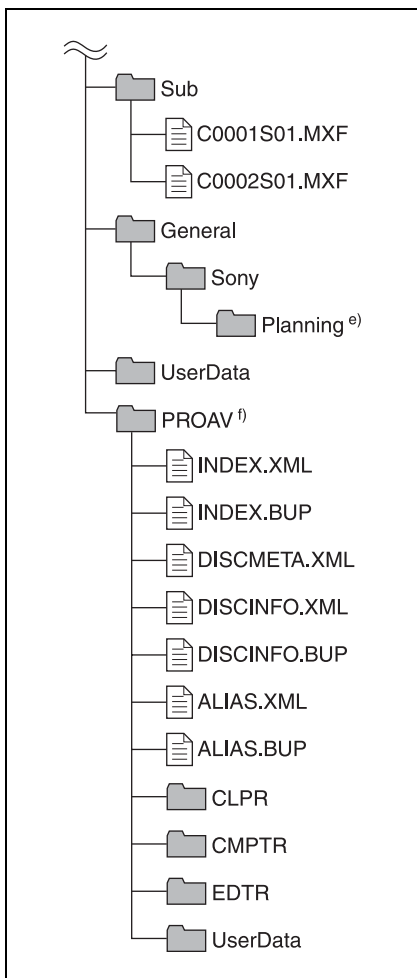 Sub
C0001S01.MXF
C0002S01.MXF
General
Sony
Planning e)
UserData
PROAV f)
INDEX.XML
INDEX.BUP
DISCMETA.XML
DISCINFO.XML
DISCINFO.BUP
ALIAS.XML
ALIAS.BUP
CLPR
CMPTR
EDTR
UserData